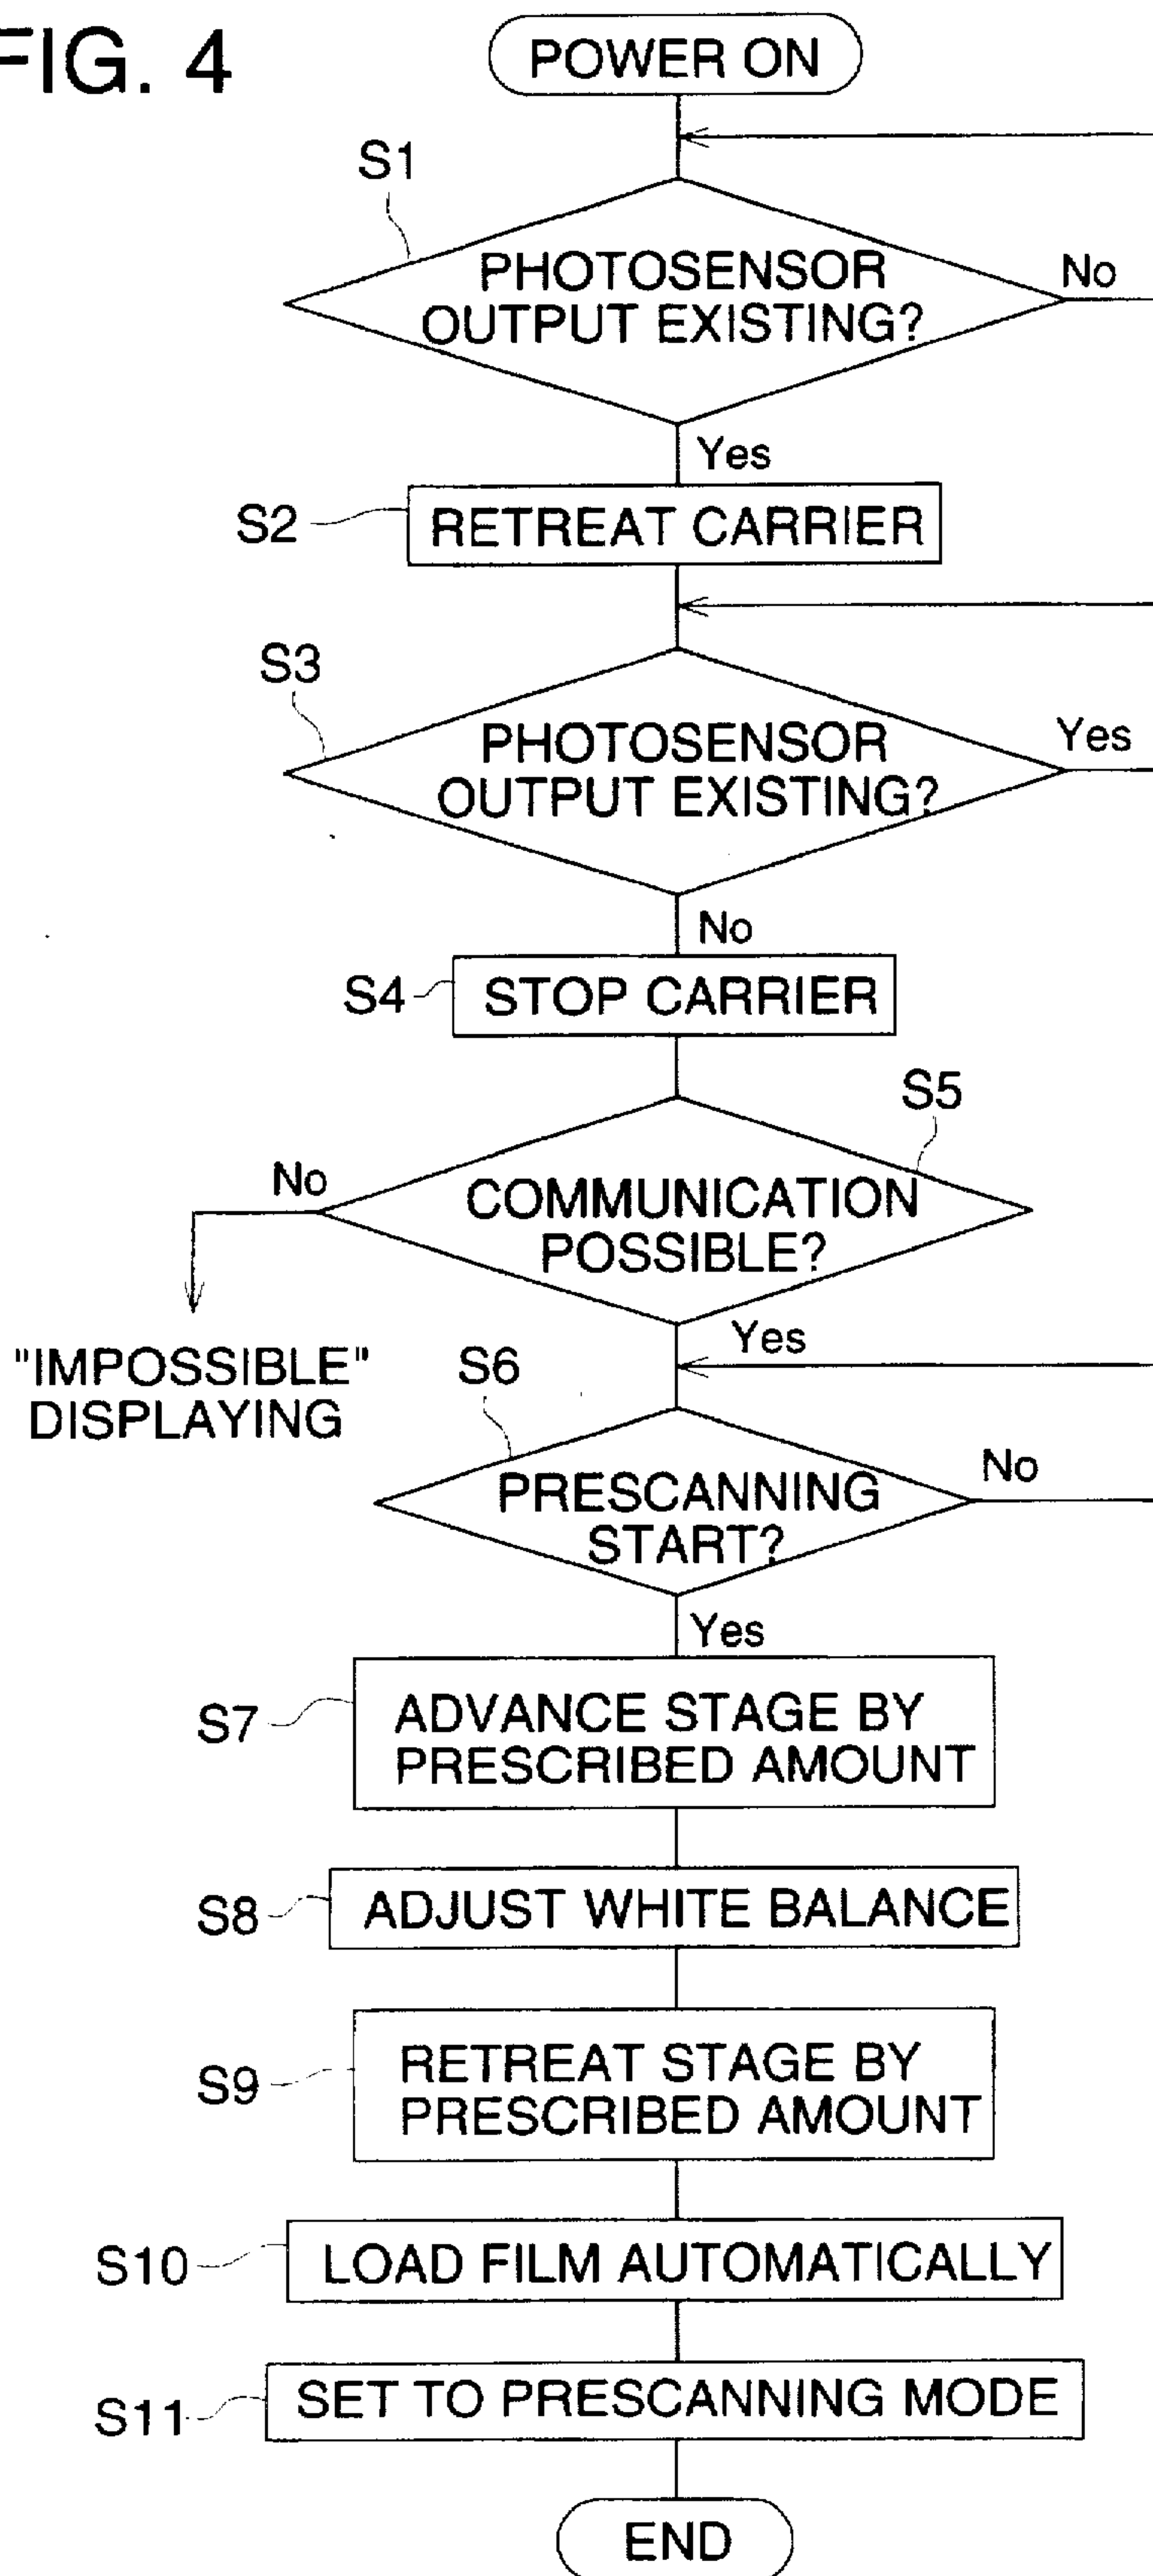 FIG. 4
POWER ON
S1
PHOTOSENSOR
OUTPUT EXISTING?
No
Yes
S2
RETREAT CARRIER
S3
PHOTOSENSOR
OUTPUT EXISTING?
Yes
No
S4
STOP CARRIER
S5
No
COMMUNICATION
POSSIBLE?
Yes
"IMPOSSIBLE"
DISPLAYING
S6
PRESCANNING
START?
No
Yes
S7
ADVANCE STAGE BY
PRESCRIBED AMOUNT
S8
ADJUST WHITE BALANCE
S9
RETREAT STAGE BY
PRESCRIBED AMOUNT
S10
LOAD FILM AUTOMATICALLY
S11
SET TO PRESCANNING MODE
END